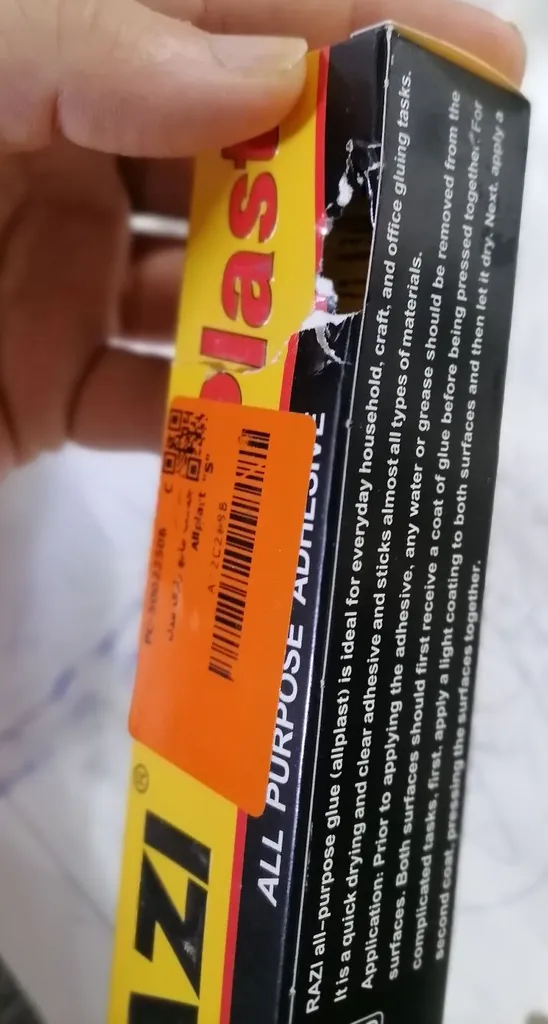 plast
AZI ®
ALL PURPOSE ADHESIVE
Allplart "S"
RAZI all-purpose glue (allplast) is ideal for everyday household, craft, and office gluing tasks.
It is a quick drying and clear adhesive and sticks almost all types of materials.
Application: Prior to applying the adhesive, any water or grease should be removed from the
surfaces. Both surfaces should first receive a coat of glue before being pressed together. For
complicated tasks, first, apply a light coating to both surfaces and then let it dry. Next, apply a
second coat, pressing the surfaces together.